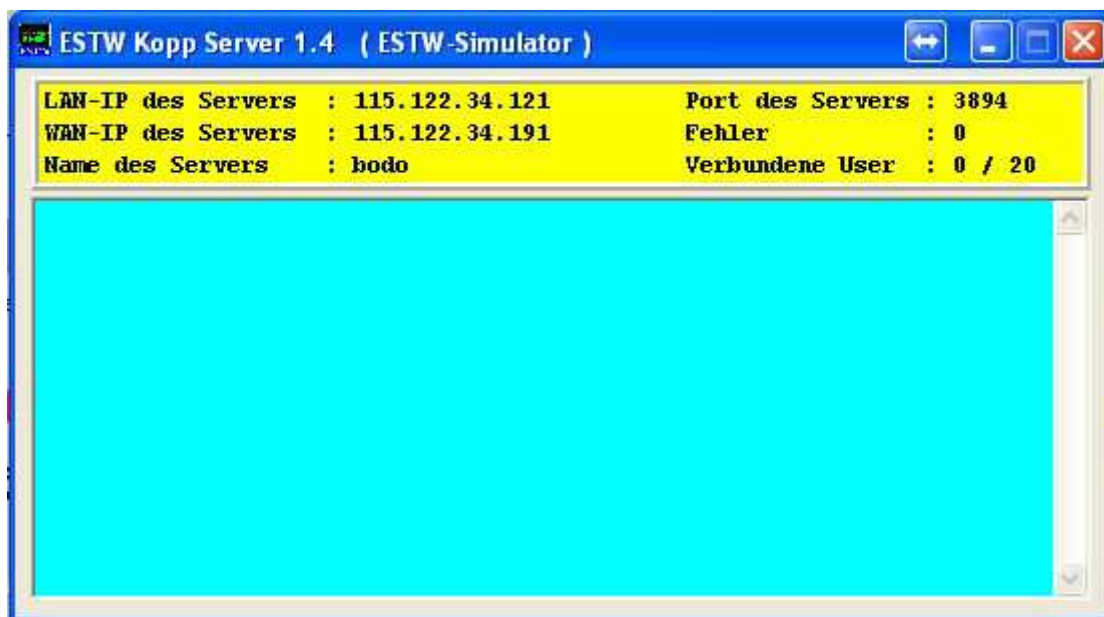 ESTW Kopp Server 1.4 ( ESTW-Simulator )
LAN-IP des Servers : 115.122.34.121 Port des Servers : 3894
WAN-IP des Servers : 115.122.34.191 Fehler : 0
Name des Servers : bodo Verbundene User : 0 / 20